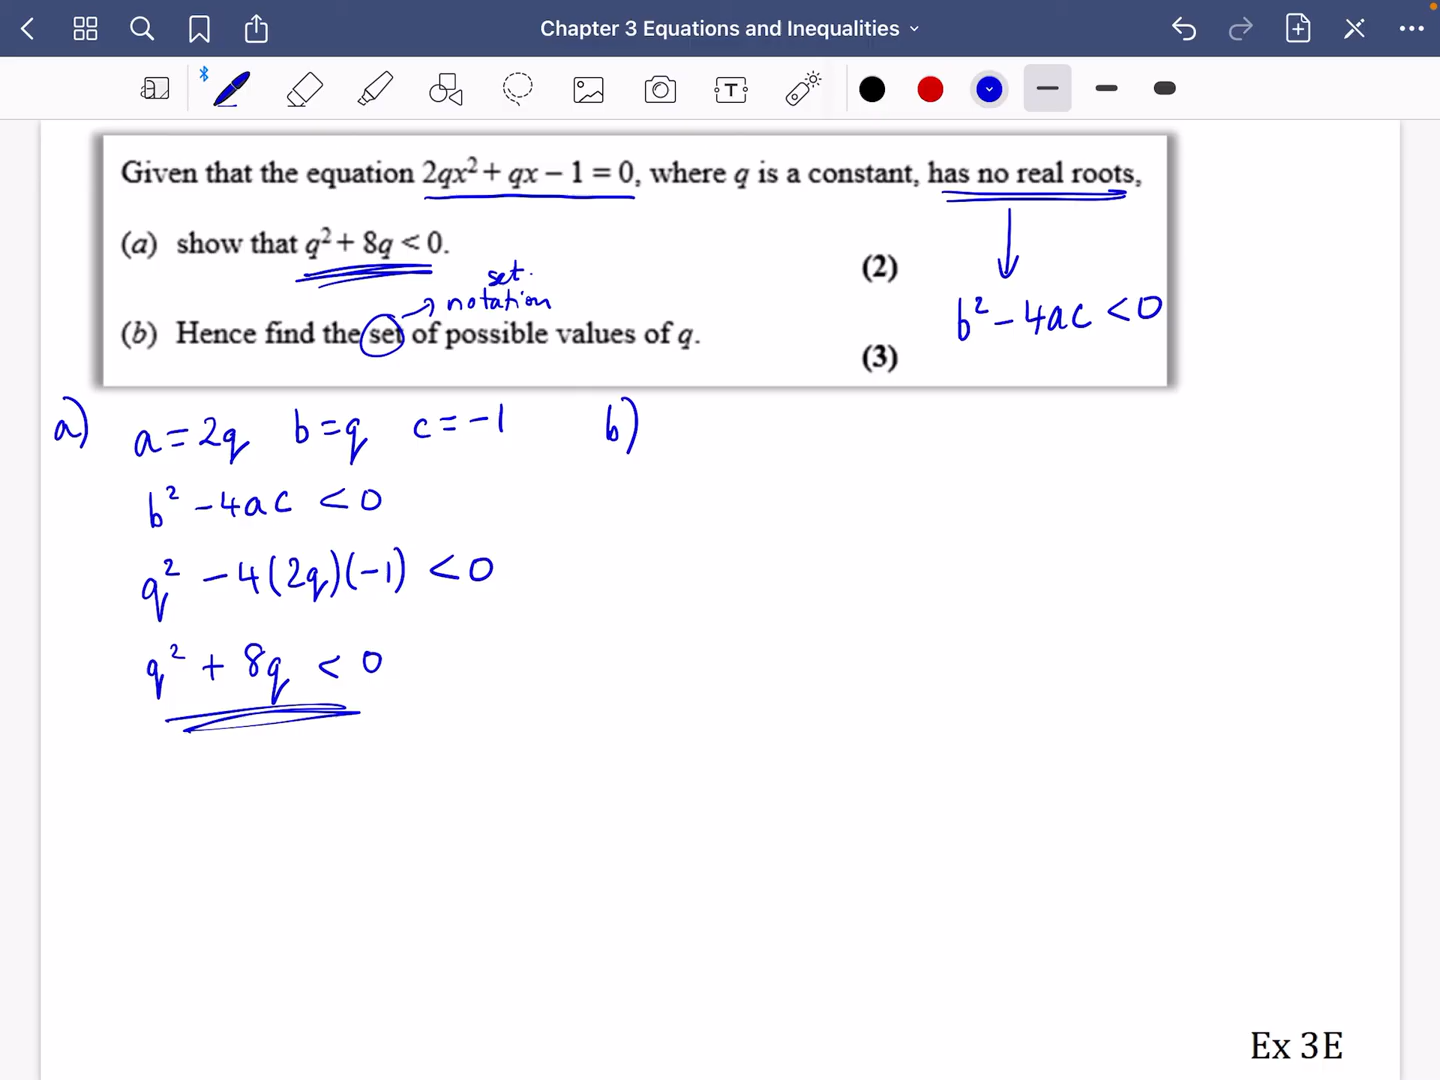 Chapter 3 Equations and Inequalities
T
Given that the equation 2qx² + qx − 1 = 0, where q is a constant, has no real roots,
(a) show that q² + 8q < 0.
(2)
set.
notation
b² − 4ac < 0
(b) Hence find the set of possible values of q.
(3)
a) a = 2q b = q c = −1
b² − 4ac < 0
q² − 4(2q)(−1) < 0
q² + 8q < 0
b)
Ex 3E